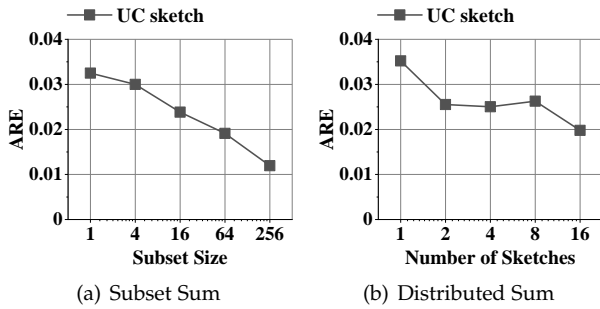 UC sketch
0.04
0.03
0.02
0.01
0
ARE
1 4 16 64 256
Subset Size
(a) Subset Sum
UC sketch
0.04
0.03
0.02
0.01
0
ARE
1 2 4 8 16
Number of Sketches
(b) Distributed Sum